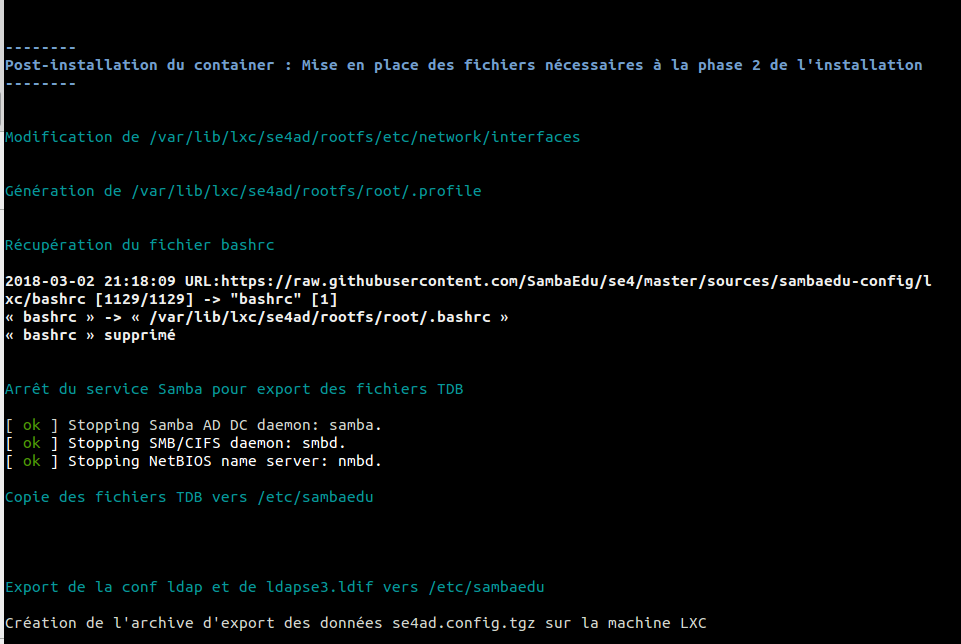 --------
Post-installation du container : Mise en place des fichiers nécessaires à la phase 2 de l'installation
--------
Modification de /var/lib/lxc/se4ad/rootfs/etc/network/interfaces
Génération de /var/lib/lxc/se4ad/rootfs/root/.profile
Récupération du fichier bashrc
2018-03-02 21:18:09 URL:https://raw.githubusercontent.com/SambaEdu/se4/master/sources/sambaedu-config/l
xc/bashrc [1129/1129] -> "bashrc" [1]
« bashrc » -> « /var/lib/lxc/se4ad/rootfs/root/.bashrc »
« bashrc » supprimé
Arrêt du service Samba pour export des fichiers TDB
[ ok ] Stopping Samba AD DC daemon: samba.
[ ok ] Stopping SMB/CIFS daemon: smbd.
[ ok ] Stopping NetBIOS name server: nmbd.
Copie des fichiers TDB vers /etc/sambaedu
Export de la conf ldap et de ldapse3.ldif vers /etc/sambaedu
Création de l'archive d'export des données se4ad.config.tgz sur la machine LXC